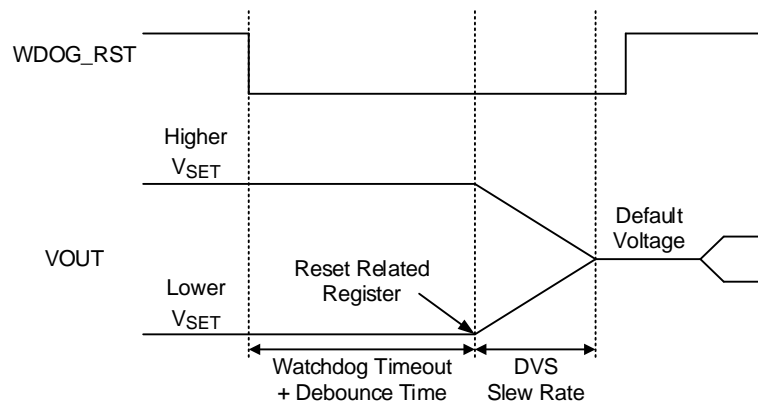 WDOG_RST
Higher
VSET
VOUT
Default
Voltage
Reset Related
Register
Lower
VSET
Watchdog Timeout
+ Debounce Time
DVS
Slew Rate